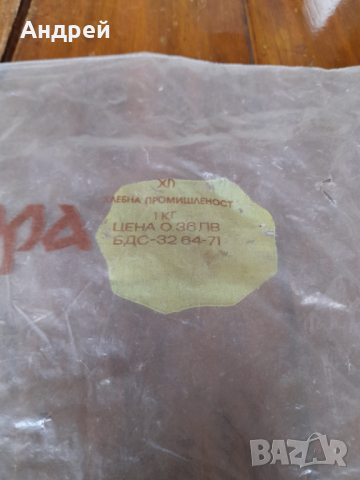 Андрей
ХП
ХЛЕБНА ПРОМИШЛЕНОСТ
1 КГ
ЦЕНА 0 36 ЛВ
БДС-32 64-71
ра
BAZAR